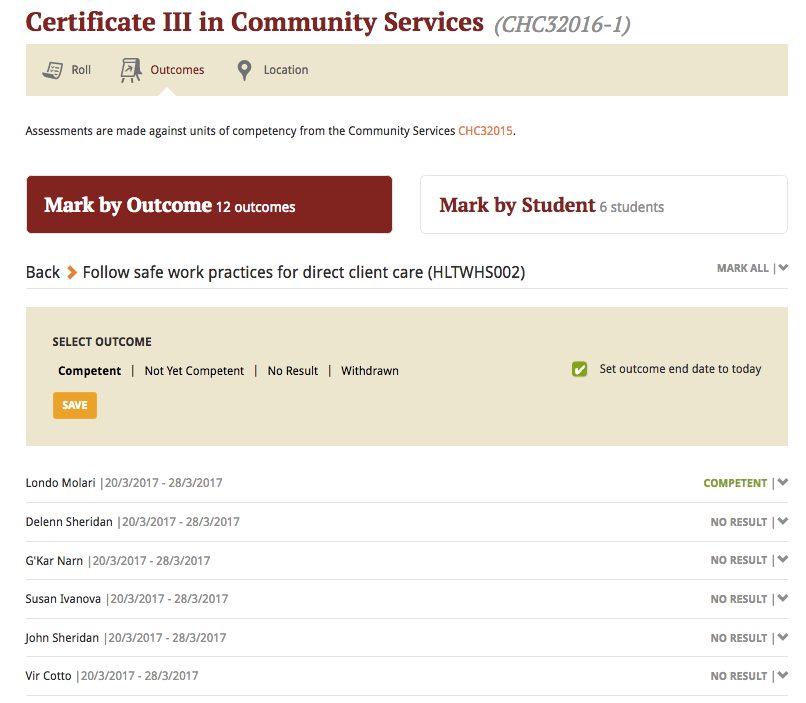 Certificate III in Community Services (CHC32016-1)
Roll Outcomes Location
Assessments are made against units of competency from the Community Services CHC32015.
Mark by Outcome 12 outcomes Mark by Student 6 students
Back Follow safe work practices for direct client care (HLTWHS002) MARK ALL |
SELECT OUTCOME
Competent | Not Yet Competent | No Result | Withdrawn Set outcome end date to today
SAVE
Londo Molari |20/3/2017 - 28/3/2017 COMPETENT |
Delenn Sheridan |20/3/2017 - 28/3/2017 NO RESULT |
G'Kar Narn |20/3/2017 - 28/3/2017 NO RESULT |
Susan Ivanova |20/3/2017 - 28/3/2017 NO RESULT |
John Sheridan |20/3/2017 - 28/3/2017 NO RESULT |
Vir Cotto |20/3/2017 - 28/3/2017 NO RESULT |